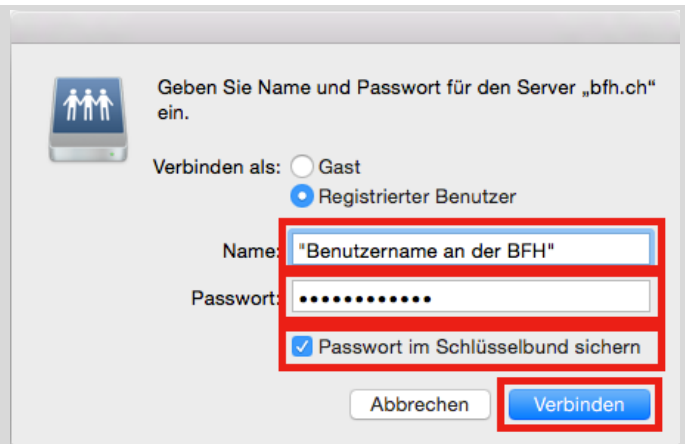 Geben Sie Name und Passwort für den Server „bfh.ch“
ein.
Verbinden als: Gast
Registrierter Benutzer
Name: "Benutzername an der BFH"
Passwort: ••••••••••••
Passwort im Schlüsselbund sichern
Abbrechen Verbinden